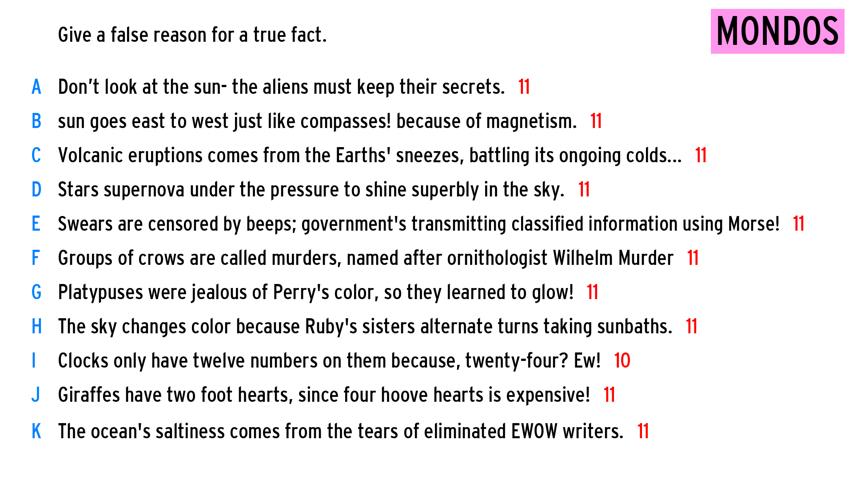 Give a false reason for a true fact.
MONDOS
A Don't look at the sun- the aliens must keep their secrets. 11
B sun goes east to west just like compasses! because of magnetism. 11
C Volcanic eruptions comes from the Earths' sneezes, battling its ongoing colds... 11
D Stars supernova under the pressure to shine superbly in the sky. 11
E Swears are censored by beeps; government's transmitting classified information using Morse! 11
F Groups of crows are called murders, named after ornithologist Wilhelm Murder 11
G Platypuses were jealous of Perry's color, so they learned to glow! 11
H The sky changes color because Ruby's sisters alternate turns taking sunbaths. 11
I Clocks only have twelve numbers on them because, twenty-four? Ew! 10
J Giraffes have two foot hearts, since four hoove hearts is expensive! 11
K The ocean's saltiness comes from the tears of eliminated EWOW writers. 11